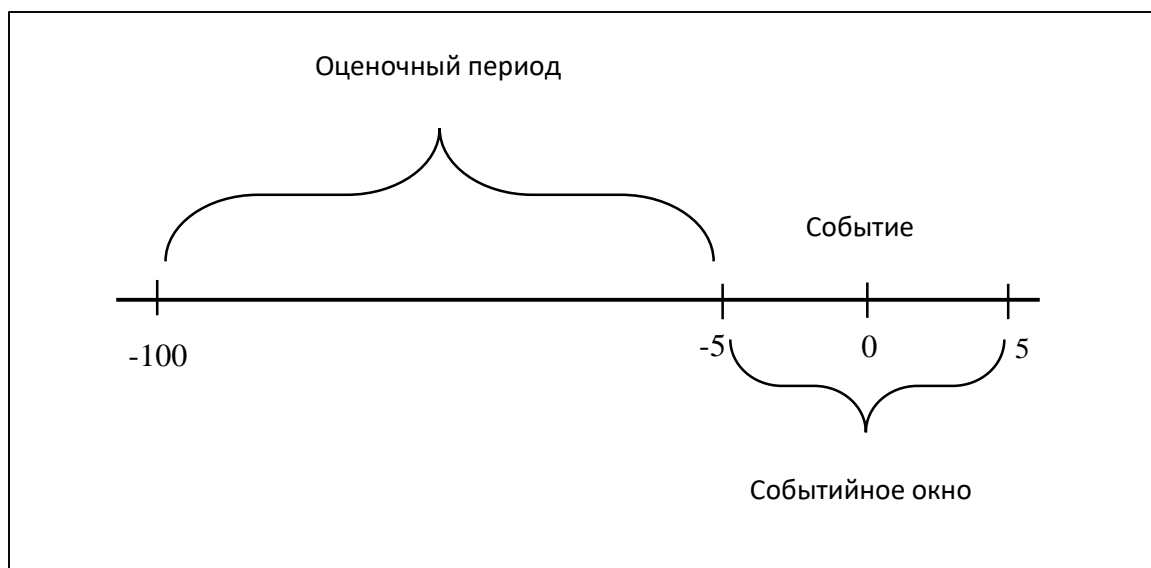 Оценочный период
Событие
-100
-5
0
5
Событийное окно